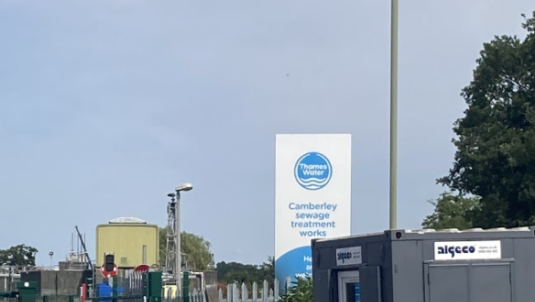 Thames
Water
Camberley
sewage
treatment
works
algeco
algeco